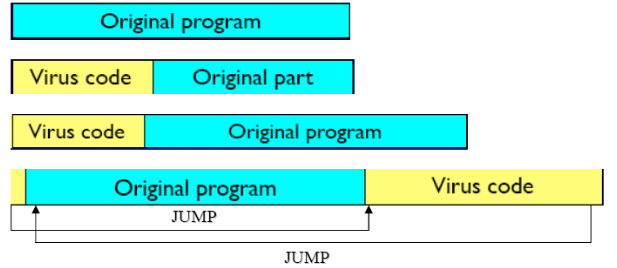 Original program
Virus code Original part
Virus code Original program
Original program Virus code
JUMP
JUMP